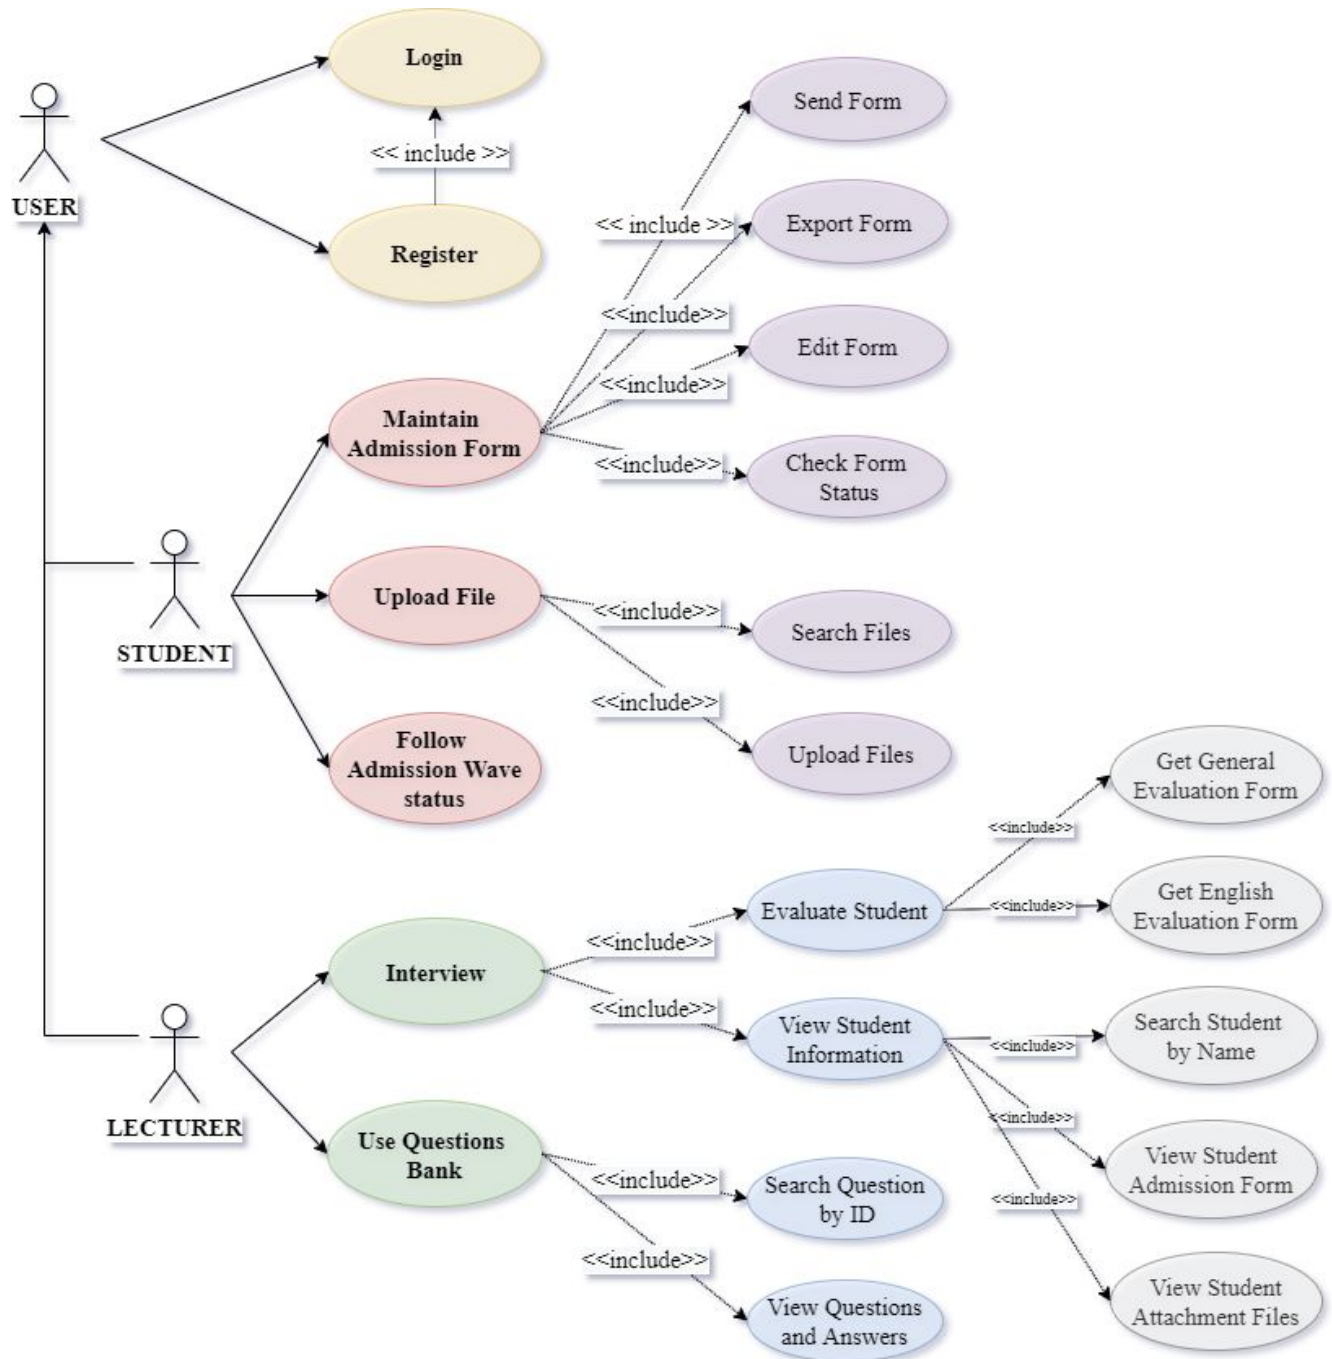 Login
<< include >>
Register
USER
Send Form
<< include >>
Export Form
<<include>>
Edit Form
<<include>>
Maintain
Admission Form
<<include>>
Check Form
Status
Upload File
<<include>>
Search Files
STUDENT
<<include>>
Upload Files
Follow
Admission Wave
status
Get General
Evaluation Form
<<include>>
Evaluate Student
<<include>>
Get English
Evaluation Form
<<include>>
Interview
<<include>>
View Student
Information
<<include>>
Search Student
by Name
<<include>>
View Student
Admission Form
<<include>>
View Student
Attachment Files
LECTURER
Use Questions
Bank
<<include>>
Search Question
by ID
<<include>>
View Questions
and Answers